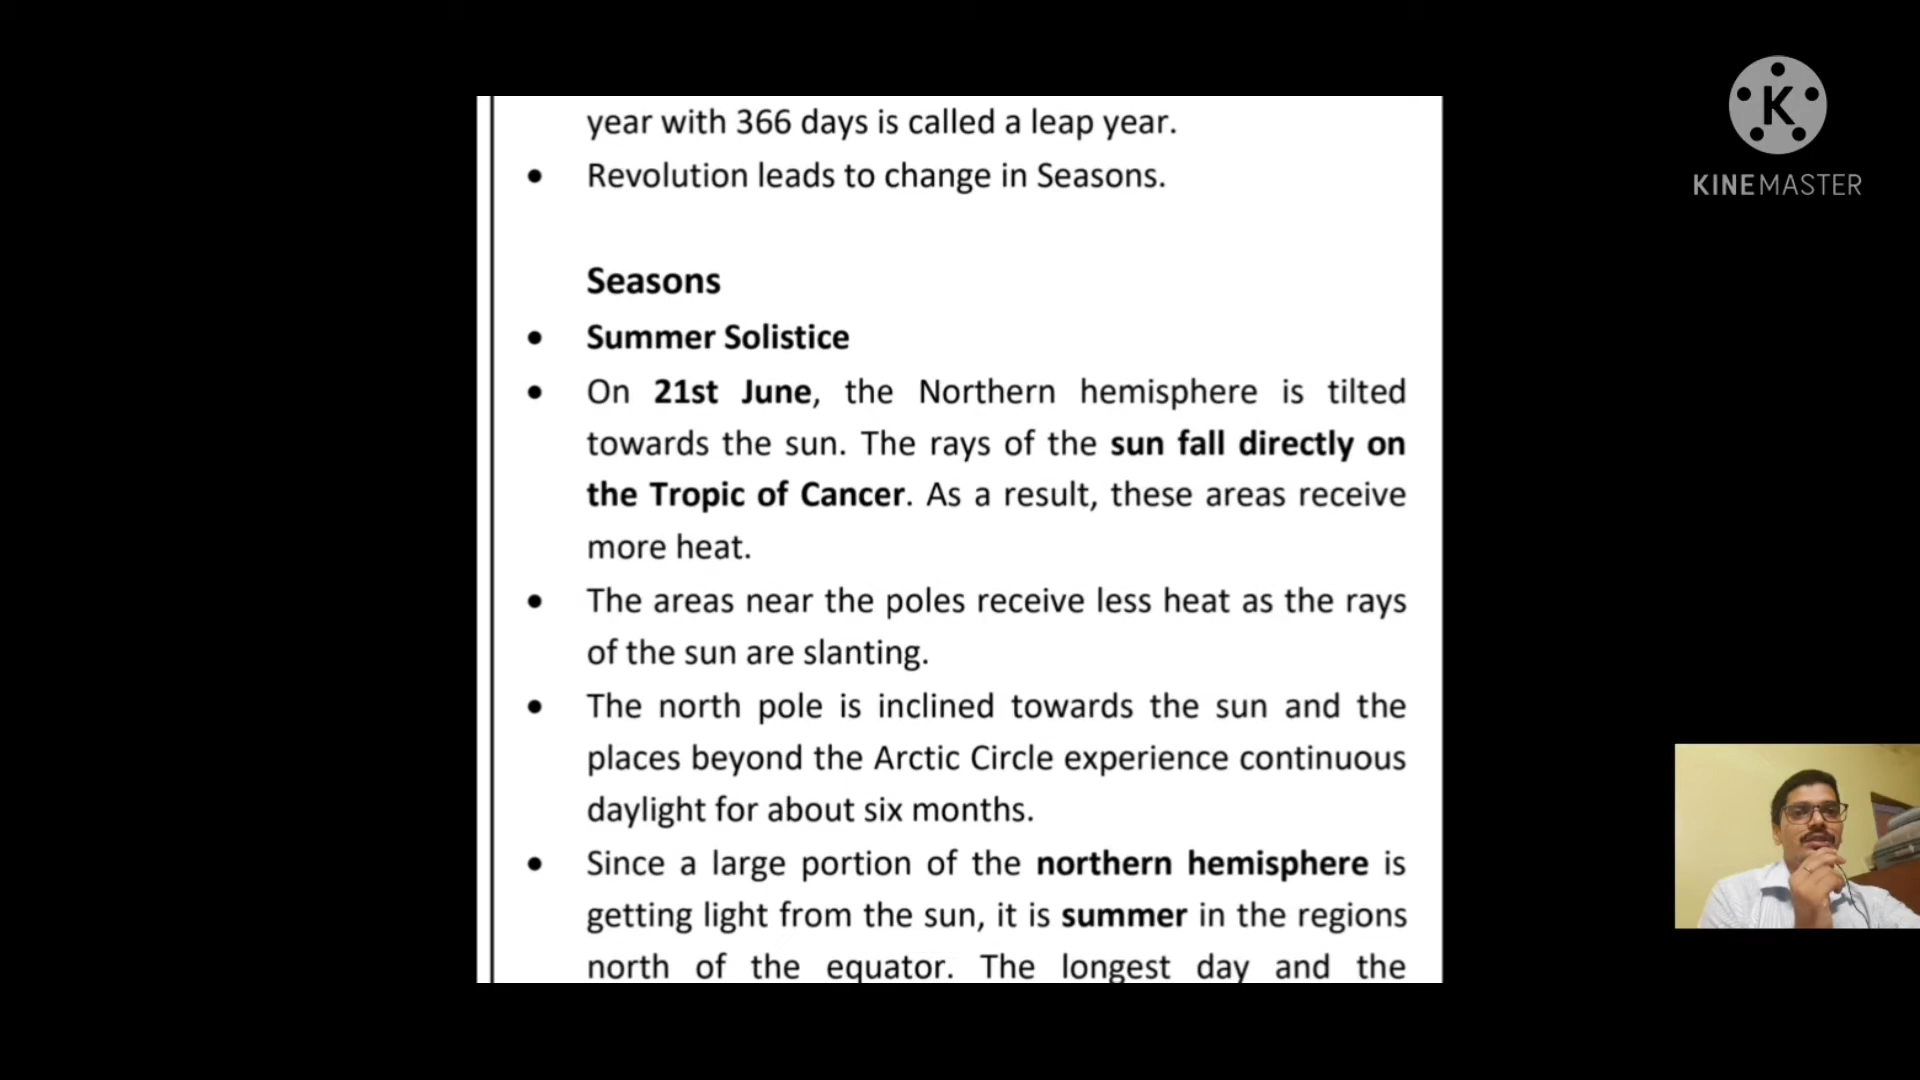 year with 366 days is called a leap year.
• Revolution leads to change in Seasons.
Seasons
• Summer Solistice
• On 21st June, the Northern hemisphere is tilted
towards the sun. The rays of the sun fall directly on
the Tropic of Cancer. As a result, these areas receive
more heat.
• The areas near the poles receive less heat as the rays
of the sun are slanting.
• The north pole is inclined towards the sun and the
places beyond the Arctic Circle experience continuous
daylight for about six months.
• Since a large portion of the northern hemisphere is
getting light from the sun, it is summer in the regions
north of the equator. The longest day and the
K
KINEMASTER